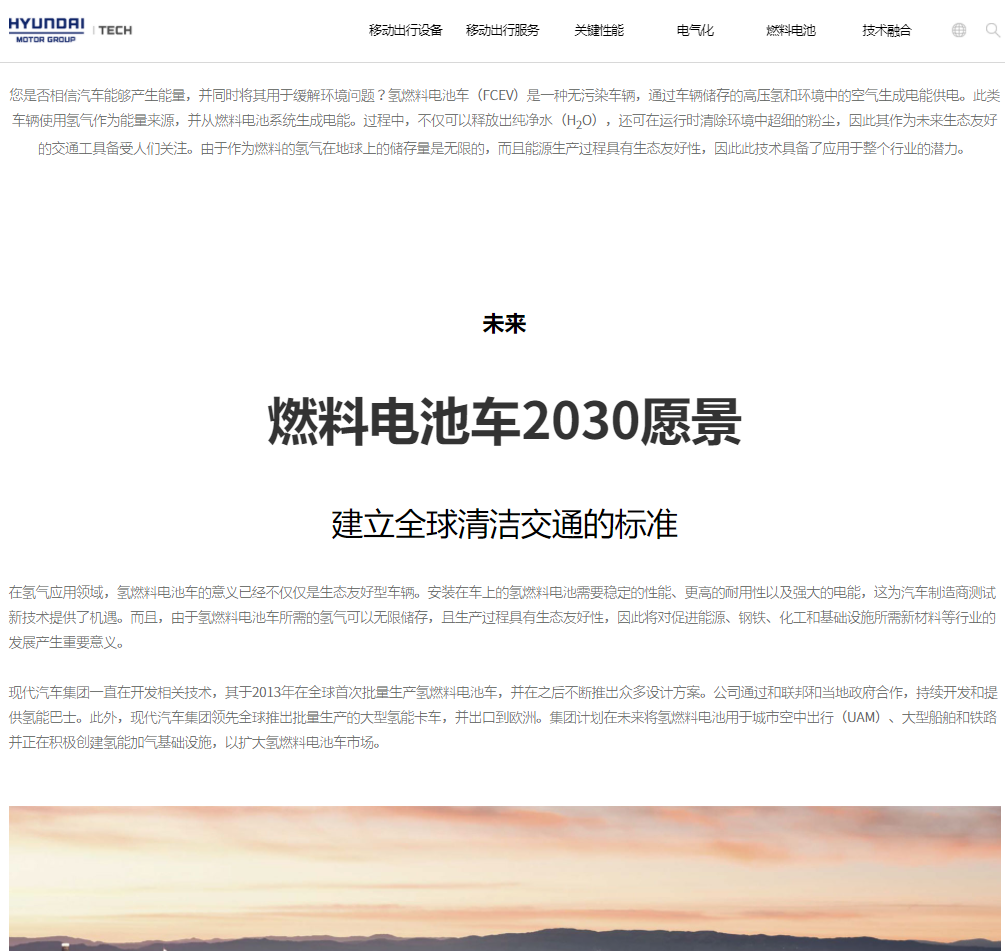 HYUNDAI
MOTOR GROUP
TECH
移动出行设备 移动出行服务 关键性能 电气化 燃料电池 技术融合
您是否相信汽车能够产生能量，并同时将其用于缓解环境问题？氢燃料电池车（FCEV）是一种无污染车辆，通过车辆储存的高压氢和环境中的空气生成电能供电。此类
车辆使用氢气作为能量来源，并从燃料电池系统生成电能。过程中，不仅可以释放出纯净水（H₂O），还可在运行时清除环境中超细的粉尘，因此其作为未来生态友好
的交通工具备受人们关注。由于作为燃料的氢气在地球上的储存量是无限的，而且能源生产过程具有生态友好性，因此此技术具备了应用于整个行业的潜力。
未来
燃料电池车2030愿景
建立全球清洁交通的标准
在氢气应用领域，氢燃料电池车的意义已经不仅仅是生态友好型车辆。安装在车上的氢燃料电池需要稳定的性能、更高的耐用性以及强大的电能，这为汽车制造商测试
新技术提供了机遇。而且，由于氢燃料电池车所需的氢气可以无限储存，且生产过程具有生态友好性，因此将对促进能源、钢铁、化工和基础设施所需新材料等行业的
发展产生重要意义。
现代汽车集团一直在开发相关技术，其于2013年在全球首次批量生产氢燃料电池车，并在之后不断推出众多设计方案。公司通过和联邦和当地政府合作，持续开发和提
供氢能巴士。此外，现代汽车集团领先全球推出批量生产的大型氢能卡车，并出口到欧洲。集团计划在未来将氢燃料电池用于城市空中出行（UAM）、大型船舶和铁路
并正在积极创建氢能加气基础设施，以扩大氢燃料电池车市场。